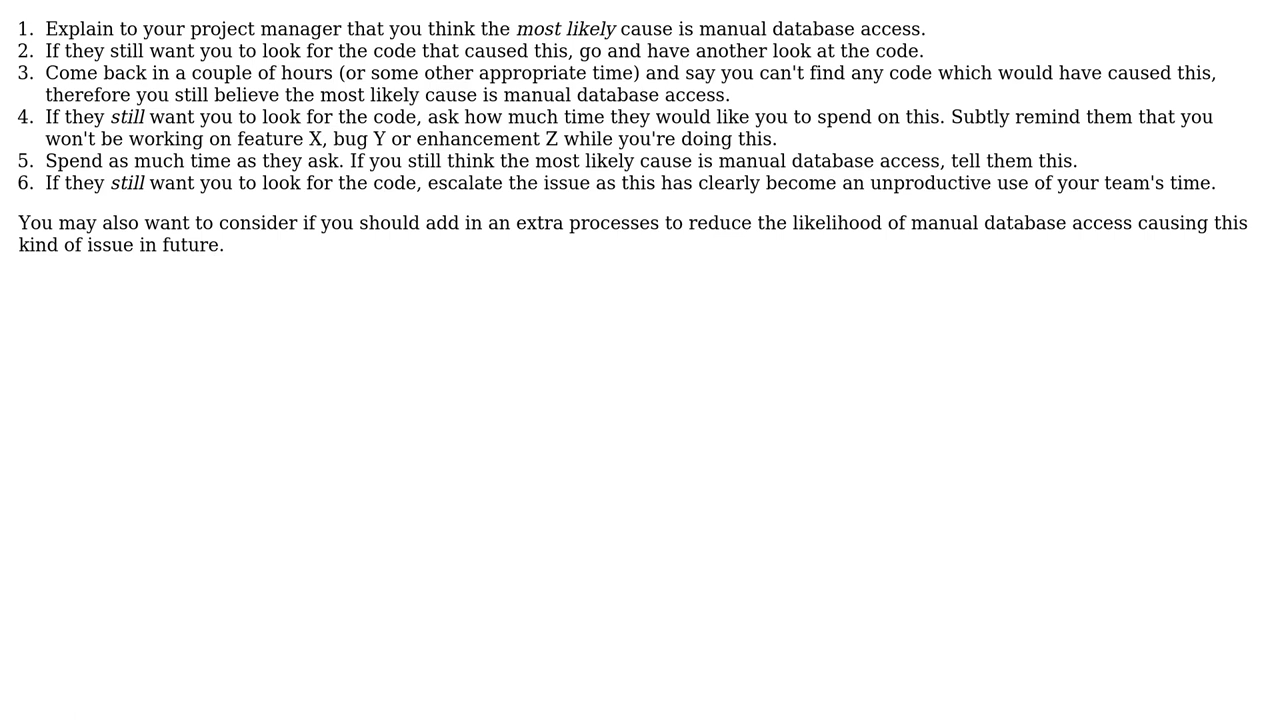 1. Explain to your project manager that you think the most likely cause is manual database access.
2. If they still want you to look for the code that caused this, go and have another look at the code.
3. Come back in a couple of hours (or some other appropriate time) and say you can't find any code which would have caused this,
therefore you still believe the most likely cause is manual database access.
4. If they still want you to look for the code, ask how much time they would like you to spend on this. Subtly remind them that you
won't be working on feature X, bug Y or enhancement Z while you're doing this.
5. Spend as much time as they ask. If you still think the most likely cause is manual database access, tell them this.
6. If they still want you to look for the code, escalate the issue as this has clearly become an unproductive use of your team's time.
You may also want to consider if you should add in an extra processes to reduce the likelihood of manual database access causing this
kind of issue in future.